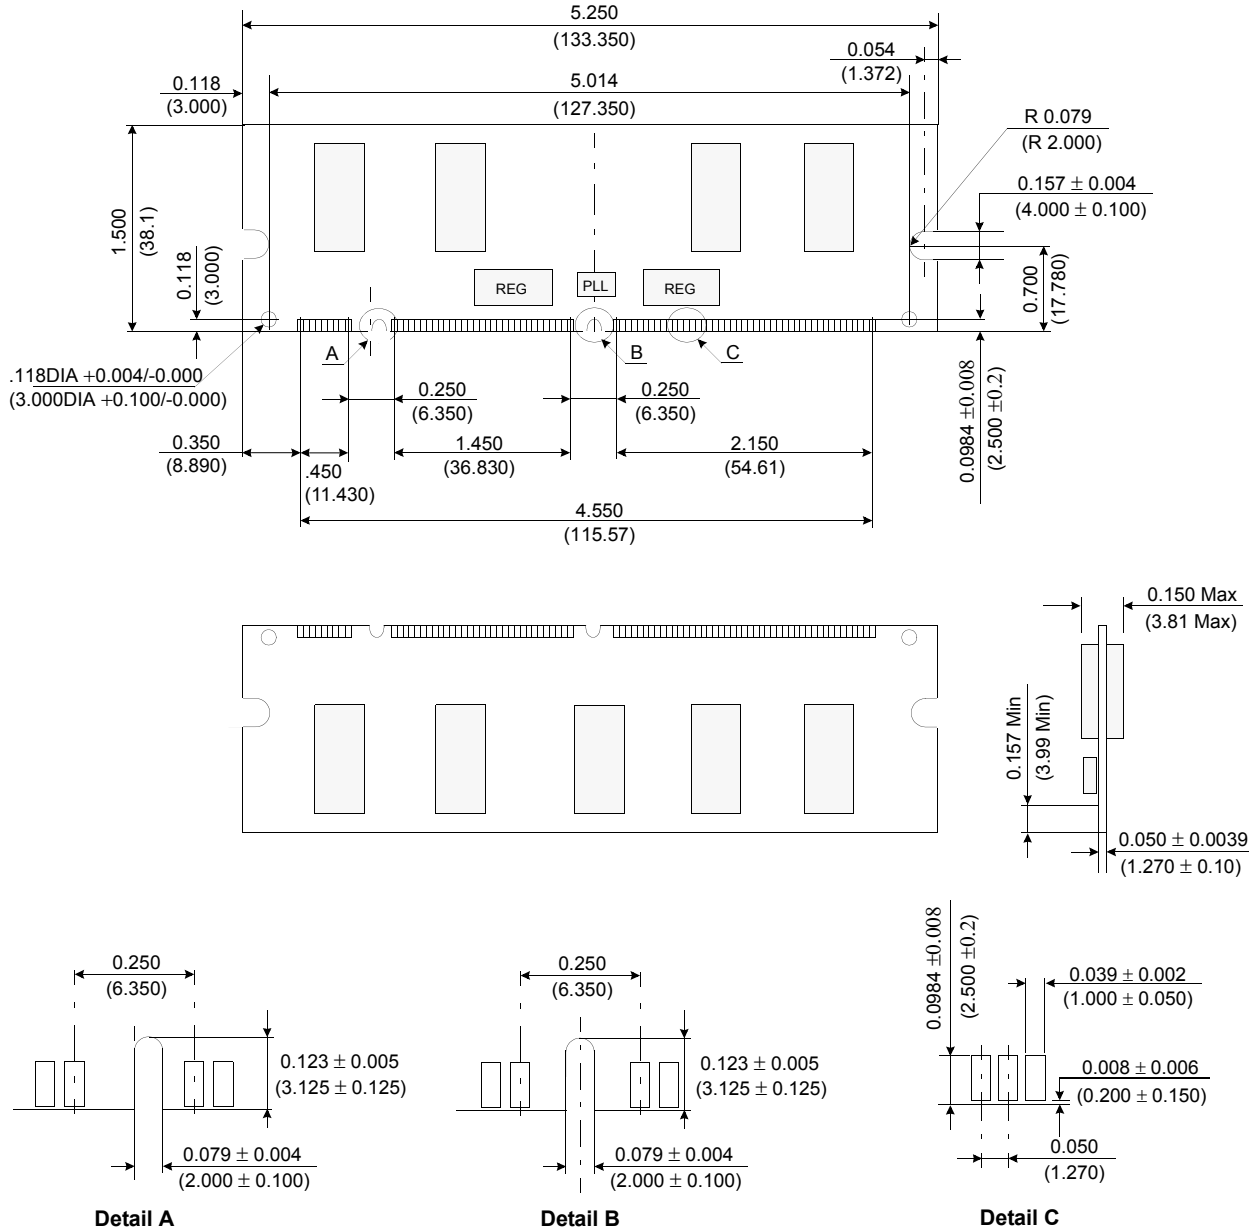 5.250
(133.350)
0.054
(1.372)
0.118
(3.000)
5.014
(127.350)
R 0.079
(R 2.000)
0.157 ± 0.004
(4.000 ± 0.100)
1.500
(38.1)
0.118
(3.000)
0.700
(17.780)
REG
PLL
REG
A
B
C
.118DIA +0.004/-0.000
(3.000DIA +0.100/-0.000)
0.250
(6.350)
0.250
(6.350)
0.0984 ±0.008
(2.500 ±0.2)
0.350
(8.890)
.450
(11.430)
1.450
(36.830)
2.150
(54.61)
4.550
(115.57)
0.150 Max
(3.81 Max)
0.157 Min
(3.99 Min)
0.050 ± 0.0039
(1.270 ± 0.10)
0.250
(6.350)
0.123 ± 0.005
(3.125 ± 0.125)
0.079 ± 0.004
(2.000 ± 0.100)
Detail A
0.250
(6.350)
0.123 ± 0.005
(3.125 ± 0.125)
0.079 ± 0.004
(2.000 ± 0.100)
Detail B
0.0984 ±0.008
(2.500 ±0.2)
0.039 ± 0.002
(1.000 ± 0.050)
0.008 ± 0.006
(0.200 ± 0.150)
0.050
(1.270)
Detail C